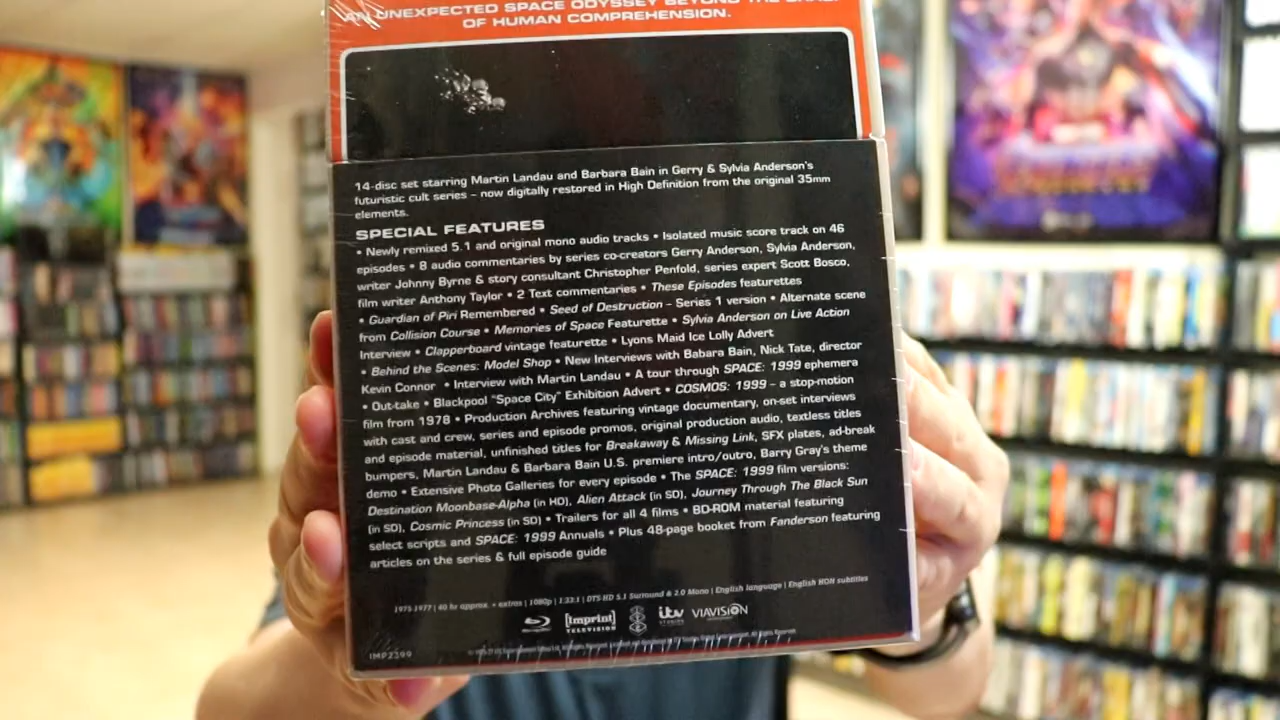 AN UNEXPECTED SPACE ODYSSEY BEYOND THE
OF HUMAN COMPREHENSION.
14-disc set starring Martin Landau and Barbara Bain in Gerry & Sylvia Anderson's
futuristic cult series – now digitally restored in High Definition from the original 35mm
elements.
SPECIAL FEATURES
• Newly remixed 5.1 and original mono audio tracks • Isolated music score track on 46
episodes • 8 audio commentaries by series co-creators Gerry Anderson, Sylvia Anderson,
writer Johnny Byrne & story consultant Christopher Penfold, series expert Scott Bosco,
film writer Anthony Taylor • 2 Text commentaries • These Episodes featurettes
• Guardian of Piri Remembered • Seed of Destruction – Series 1 version • Alternate scene
from Collision Course • Memories of Space Featurette • Sylvia Anderson on Live Action
Interview • Clapperboard vintage featurette • Lyons Maid Ice Lolly Advert
• Behind the Scenes: Model Shop • New Interviews with Babara Bain, Nick Tate, director
Kevin Connor • Interview with Martin Landau • A tour through SPACE: 1999 ephemera
• Out-take • Blackpool "Space City" Exhibition Advert • COSMOS: 1999 – a stop-motion
film from 1978 • Production Archives featuring vintage documentary, on-set interviews
with cast and crew, series and episode promos, original production audio, textless titles
and episode material, unfinished titles for Breakaway & Missing Link, SFX plates, ad-break
bumpers, Martin Landau & Barbara Bain U.S. premiere intro/outro, Barry Gray's theme
demo • Extensive Photo Galleries for every episode • The SPACE: 1999 film versions:
Destination Moonbase-Alpha (in HD), Alien Attack (in SD), Journey Through The Black Sun
(in SD), Cosmic Princess (in SD) • Trailers for all 4 films • BD-ROM material featuring
select scripts and SPACE: 1999 Annuals • Plus 48-page booklet from Fanderson featuring
articles on the series & full episode guide
1975-1977 | 40 hr approx. + extras | 1080p | 1:33:1 | DTS HD 5.1 Surround & 2.0 Mono | English language | English HOH subtitles
[Imprint]
TELEVISION
itv
STUDIOS
VIAVISION
IMP2299